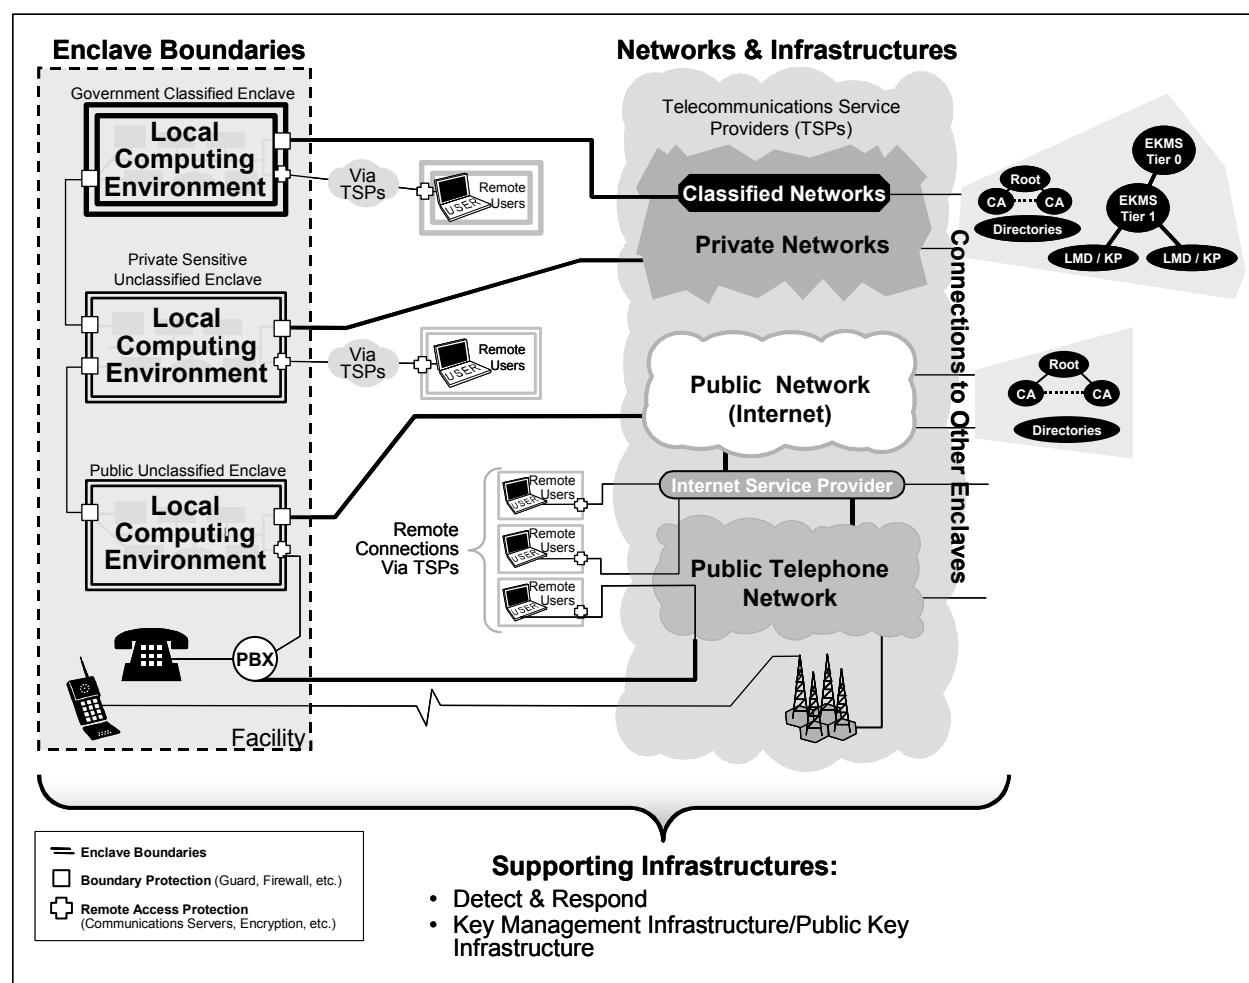 Enclave Boundaries
Networks & Infrastructures
Government Classified Enclave
Local
Computing
Environment
Via
TSPs
USER
Remote
Users
Private Sensitive
Unclassified Enclave
Local
Computing
Environment
Via
TSPs
USER
Remote
Users
Public Unclassified Enclave
Local
Computing
Environment
Remote
Connections
Via TSPs
USER
Remote
Users
USER
Remote
Users
USER
Remote
Users
PBX
Facility
Telecommunications Service
Providers (TSPs)
Classified Networks
Private Networks
Public Network
(Internet)
Internet Service Provider
Public Telephone
Network
Connections to Other Enclaves
Root
CA
CA
Directories
EKMS
Tier 0
EKMS
Tier 1
LMD / KP
LMD / KP
Root
CA
CA
Directories
Enclave Boundaries
Boundary Protection (Guard, Firewall, etc.)
Remote Access Protection
(Communications Servers, Encryption, etc.)
Supporting Infrastructures:
• Detect & Respond
• Key Management Infrastructure/Public Key
Infrastructure